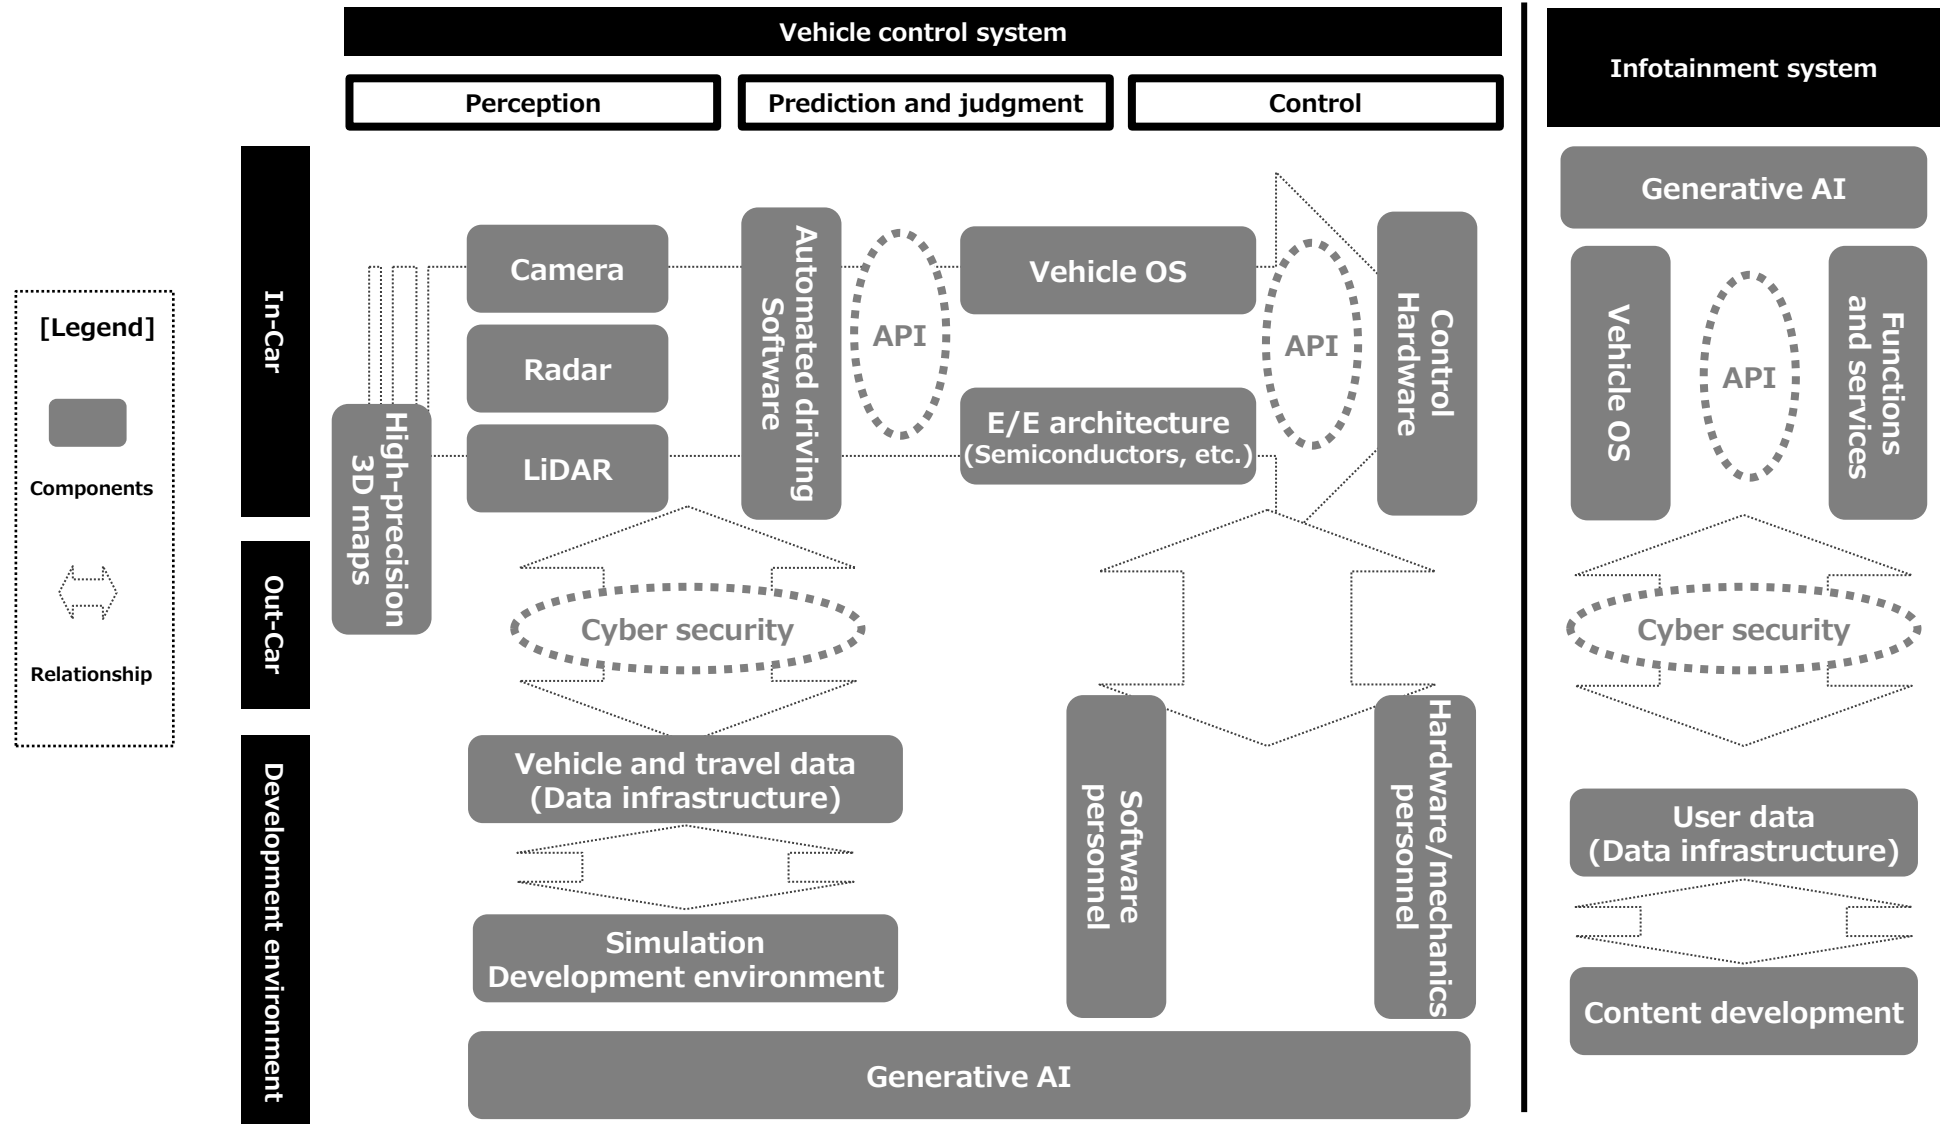 Vehicle control system
Infotainment system
Perception
Prediction and judgment
Control
[Legend]
Components
Relationship
In-Car
Out-Car
Development environment
High-precision
3D maps
Camera
Radar
LiDAR
Automated driving
Software
API
Vehicle OS
E/E architecture
(Semiconductors, etc.)
API
Control
Hardware
Cyber security
Vehicle and travel data
(Data infrastructure)
Simulation
Development environment
Software
personnel
Hardware/mechanics
personnel
Generative AI
Generative AI
Vehicle OS
API
Functions
and services
Cyber security
User data
(Data infrastructure)
Content development